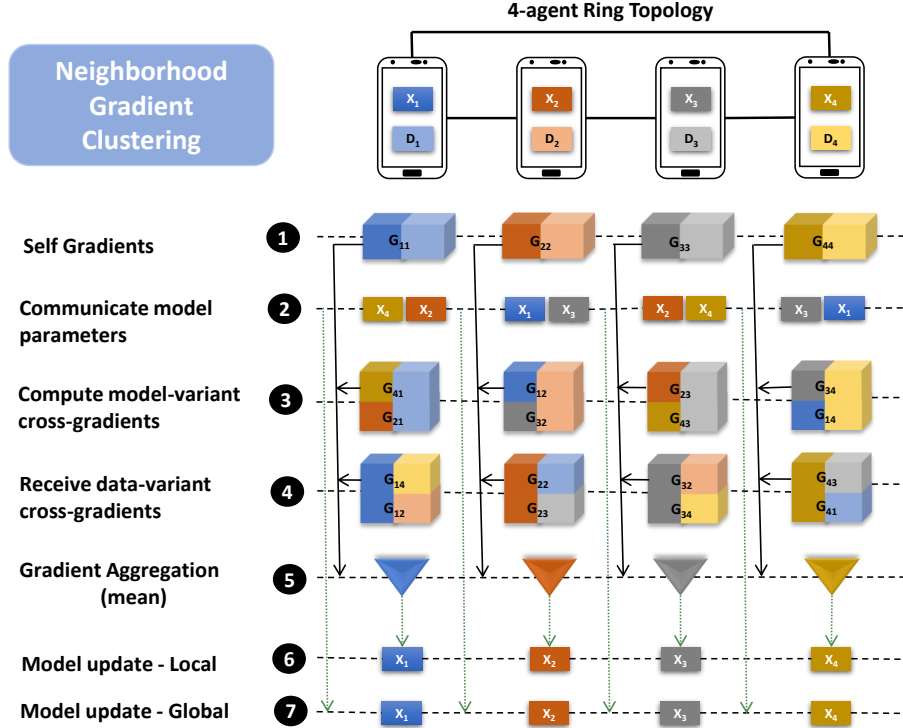 4-agent Ring Topology
Neighborhood
Gradient
Clustering
X1 X2 X3 X4
D1 D2 D3 D4
Self Gradients 1 G11 G22 G33 G44
Communicate model
parameters
2 X4 X2 X1 X3 X2 X4 X3 X1
Compute model-variant
cross-gradients
3
G41 G12 G23 G34
G21 G32 G43 G14
Receive data-variant
cross-gradients
4
G14 G22 G32 G43
G12 G23 G34 G41
Gradient Aggregation
(mean)
5
Model update - Local 6 X1 X2 X3 X4
Model update - Global 7 X1 X2 X3 X4